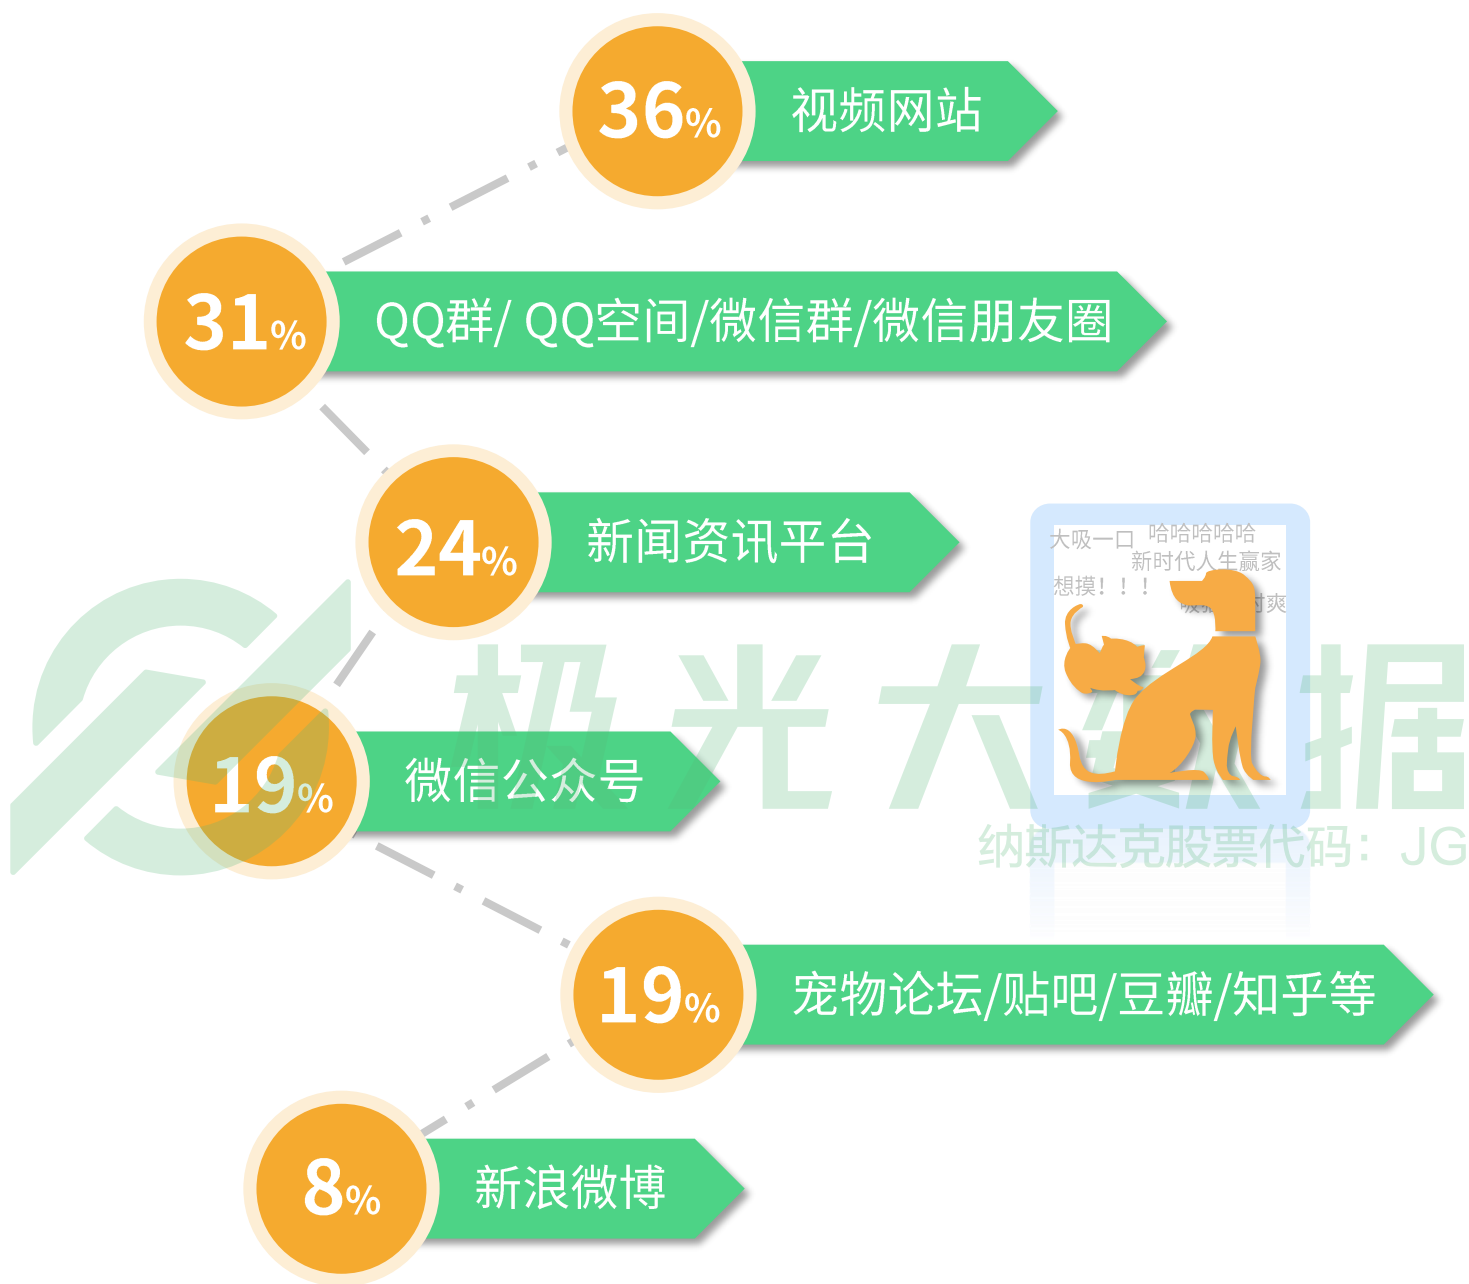 36% 视频网站
31% QQ群/ QQ空间/微信群/微信朋友圈
24% 新闻资讯平台
大吸一口 哈哈哈哈哈
新时代人生赢家
想摸！！！
时爽
极光大数据
19% 微信公众号
纳斯达克股票代码：JG
19% 宠物论坛/贴吧/豆瓣/知乎等
8% 新浪微博